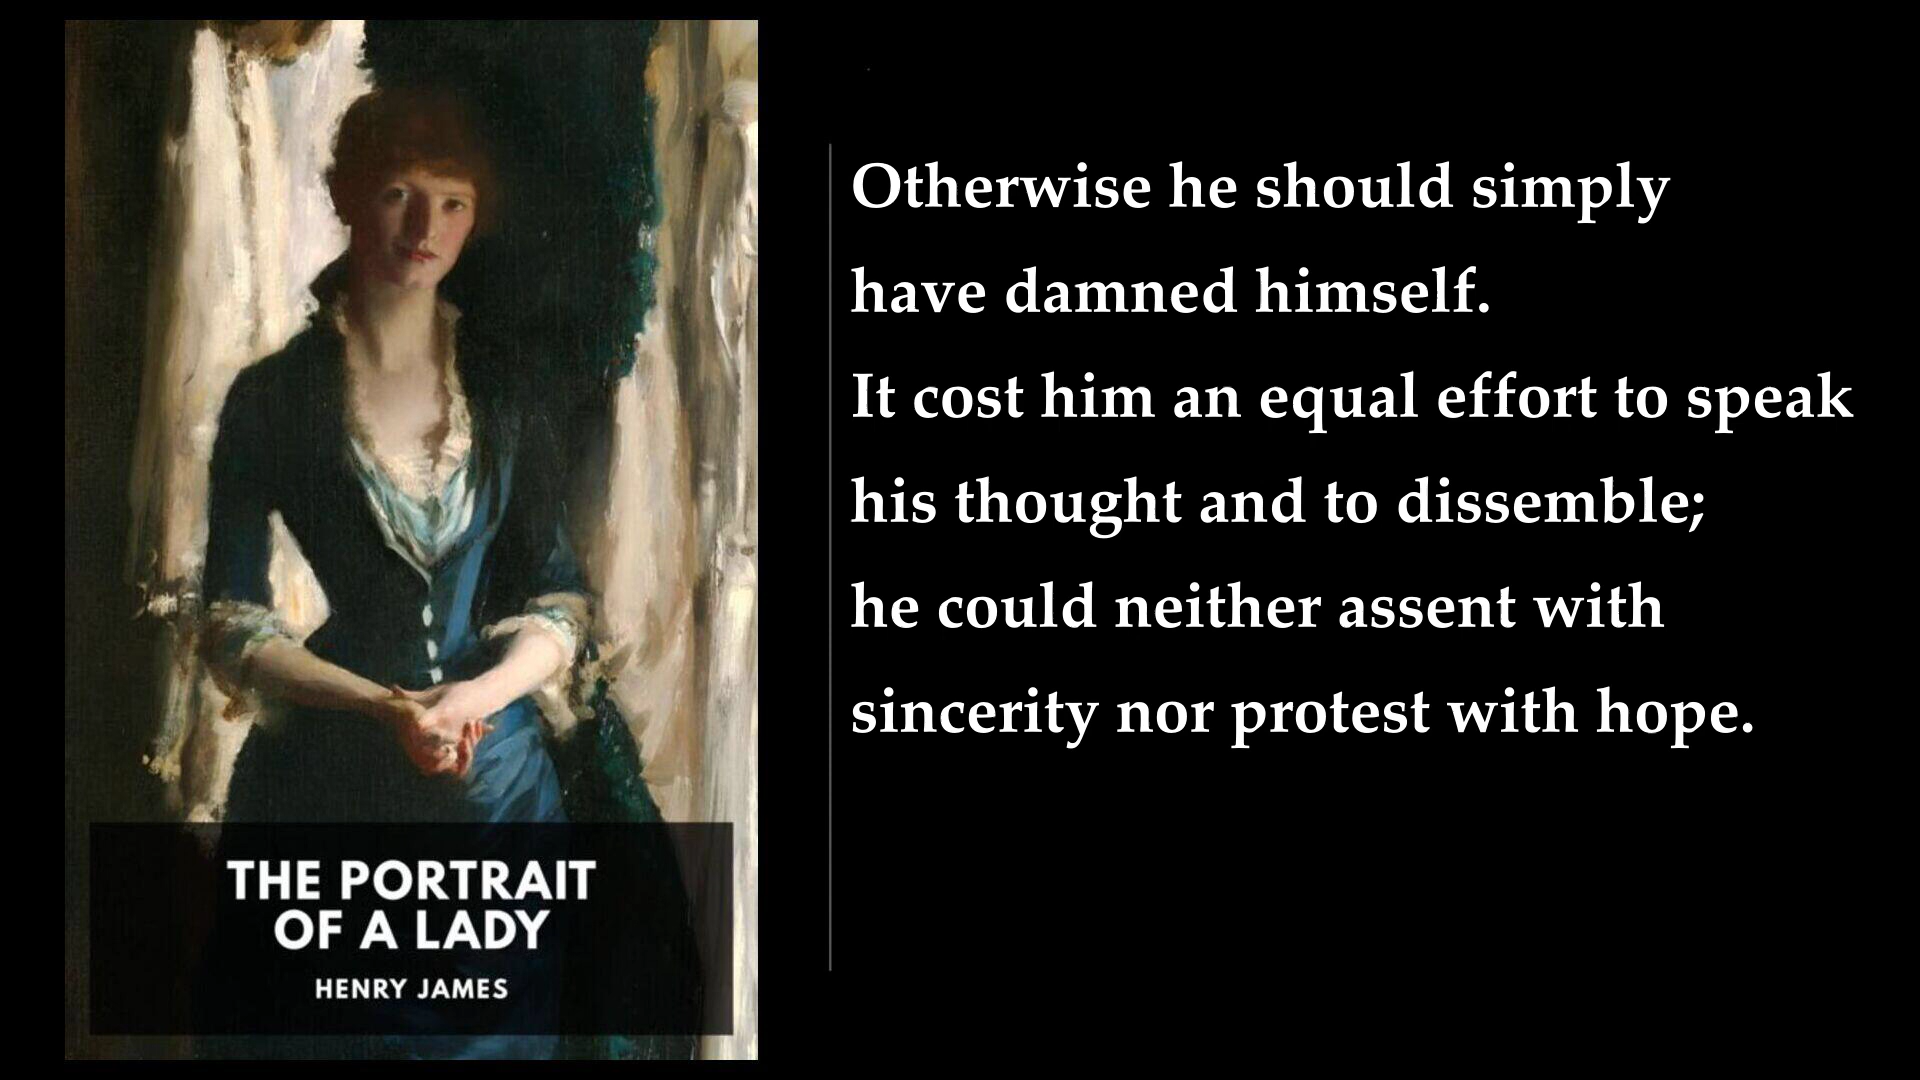 THE PORTRAIT
OF A LADY
HENRY JAMES
Otherwise he should simply
have damned himself.
It cost him an equal effort to speak
his thought and to dissemble;
he could neither assent with
sincerity nor protest with hope.